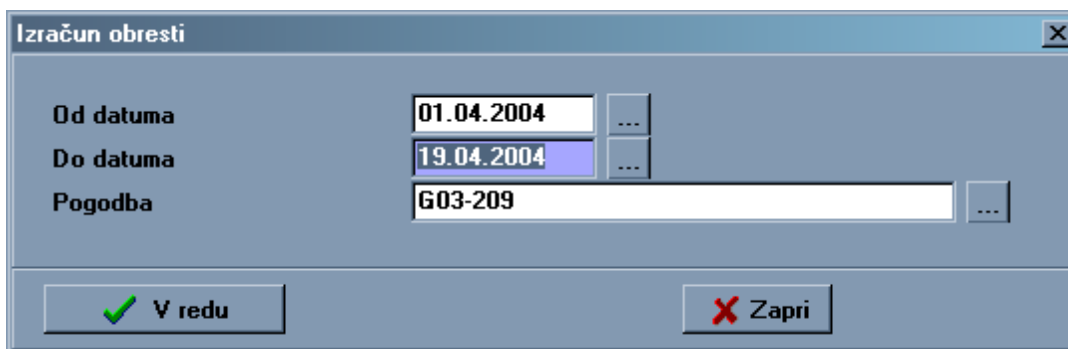 Izračun obresti
Od datuma 01.04.2004 ...
Do datuma 19.04.2004 ...
Pogodba G03-209 ...
V redu Zapri